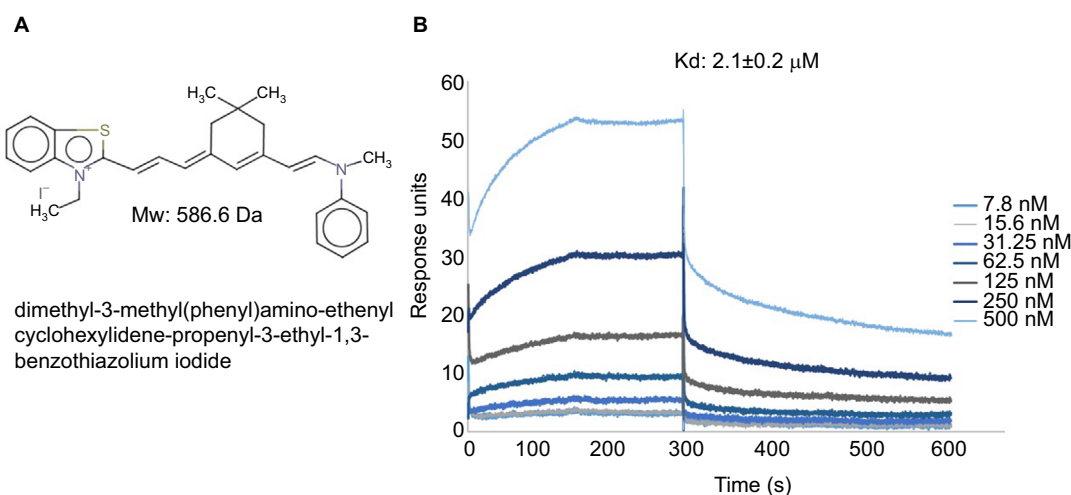 A
H₃C
CH₃
S
N⁺
I⁻
H₃C
N
CH₃
Mw: 586.6 Da
dimethyl-3-methyl(phenyl)amino-ethenyl
cyclohexylidene-propenyl-3-ethyl-1,3-
benzothiazolium iodide
B
Kd: 2.1±0.2 μM
Response units
60
50
40
30
20
10
0
0 100 200 300 400 500 600
Time (s)
7.8 nM
15.6 nM
31.25 nM
62.5 nM
125 nM
250 nM
500 nM